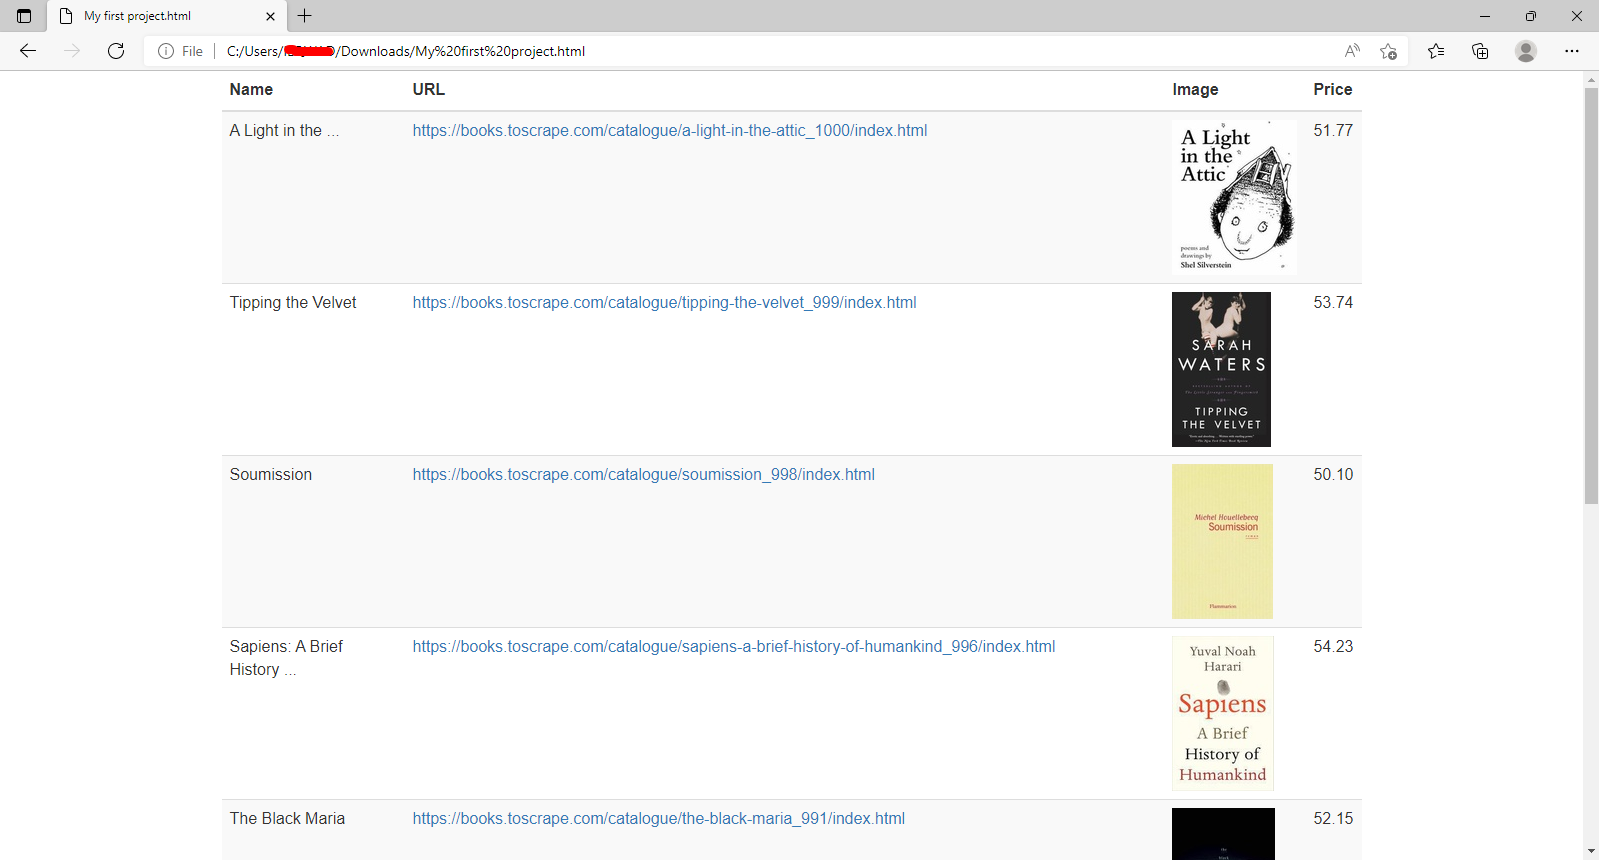 My first project.html
File C:/Users/ /Downloads/My%20first%20project.html
Name URL Image Price
A Light in the ... https://books.toscrape.com/catalogue/a-light-in-the-attic_1000/index.html 51.77
A Light
in the
Attic
poems and
drawings by
Shel Silverstein
Tipping the Velvet https://books.toscrape.com/catalogue/tipping-the-velvet_999/index.html 53.74
SARAH
WATERS
TIPPING
THE VELVET
Soumission https://books.toscrape.com/catalogue/soumission_998/index.html 50.10
Michel Houellebecq
Soumission
Flammarion
Sapiens: A Brief
History ...
https://books.toscrape.com/catalogue/sapiens-a-brief-history-of-humankind_996/index.html 54.23
Yuval Noah
Harari
Sapiens
A Brief
History of
Humankind
The Black Maria https://books.toscrape.com/catalogue/the-black-maria_991/index.html 52.15
the
black